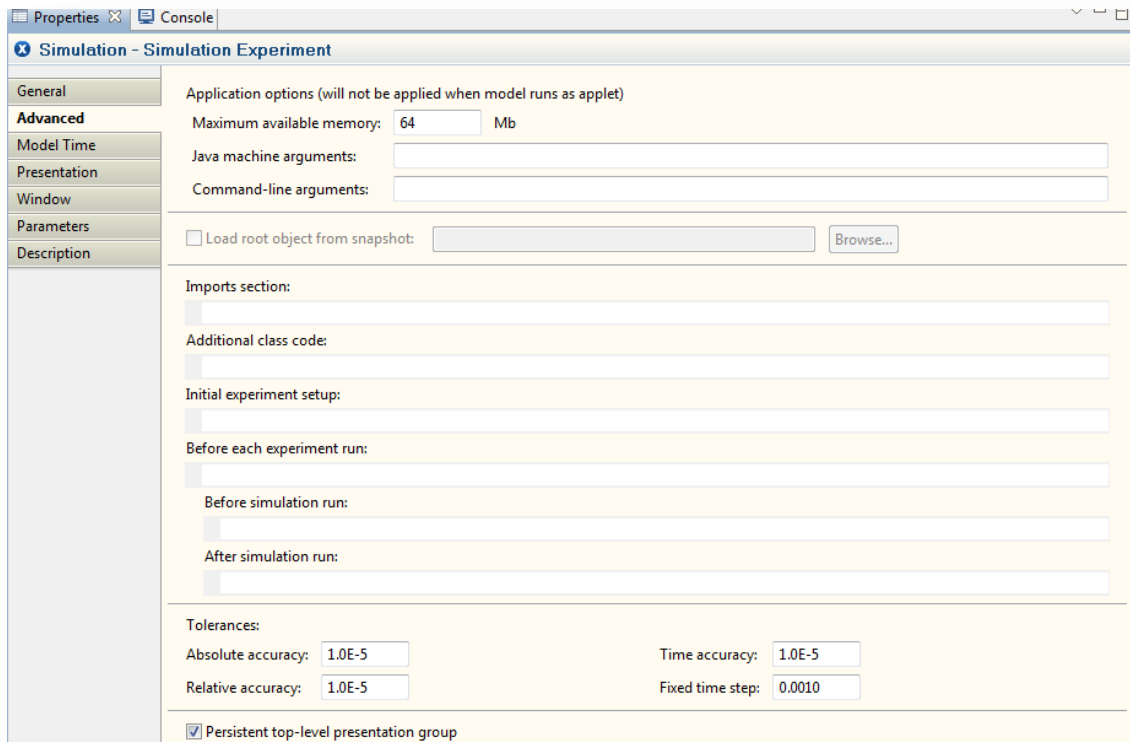 Properties Console
Simulation - Simulation Experiment
General
Advanced
Model Time
Presentation
Window
Parameters
Description
Application options (will not be applied when model runs as applet)
Maximum available memory: 64 Mb
Java machine arguments:
Command-line arguments:
Load root object from snapshot: Browse...
Imports section:
Additional class code:
Initial experiment setup:
Before each experiment run:
Before simulation run:
After simulation run:
Tolerances:
Absolute accuracy: 1.0E-5 Time accuracy: 1.0E-5
Relative accuracy: 1.0E-5 Fixed time step: 0.0010
Persistent top-level presentation group